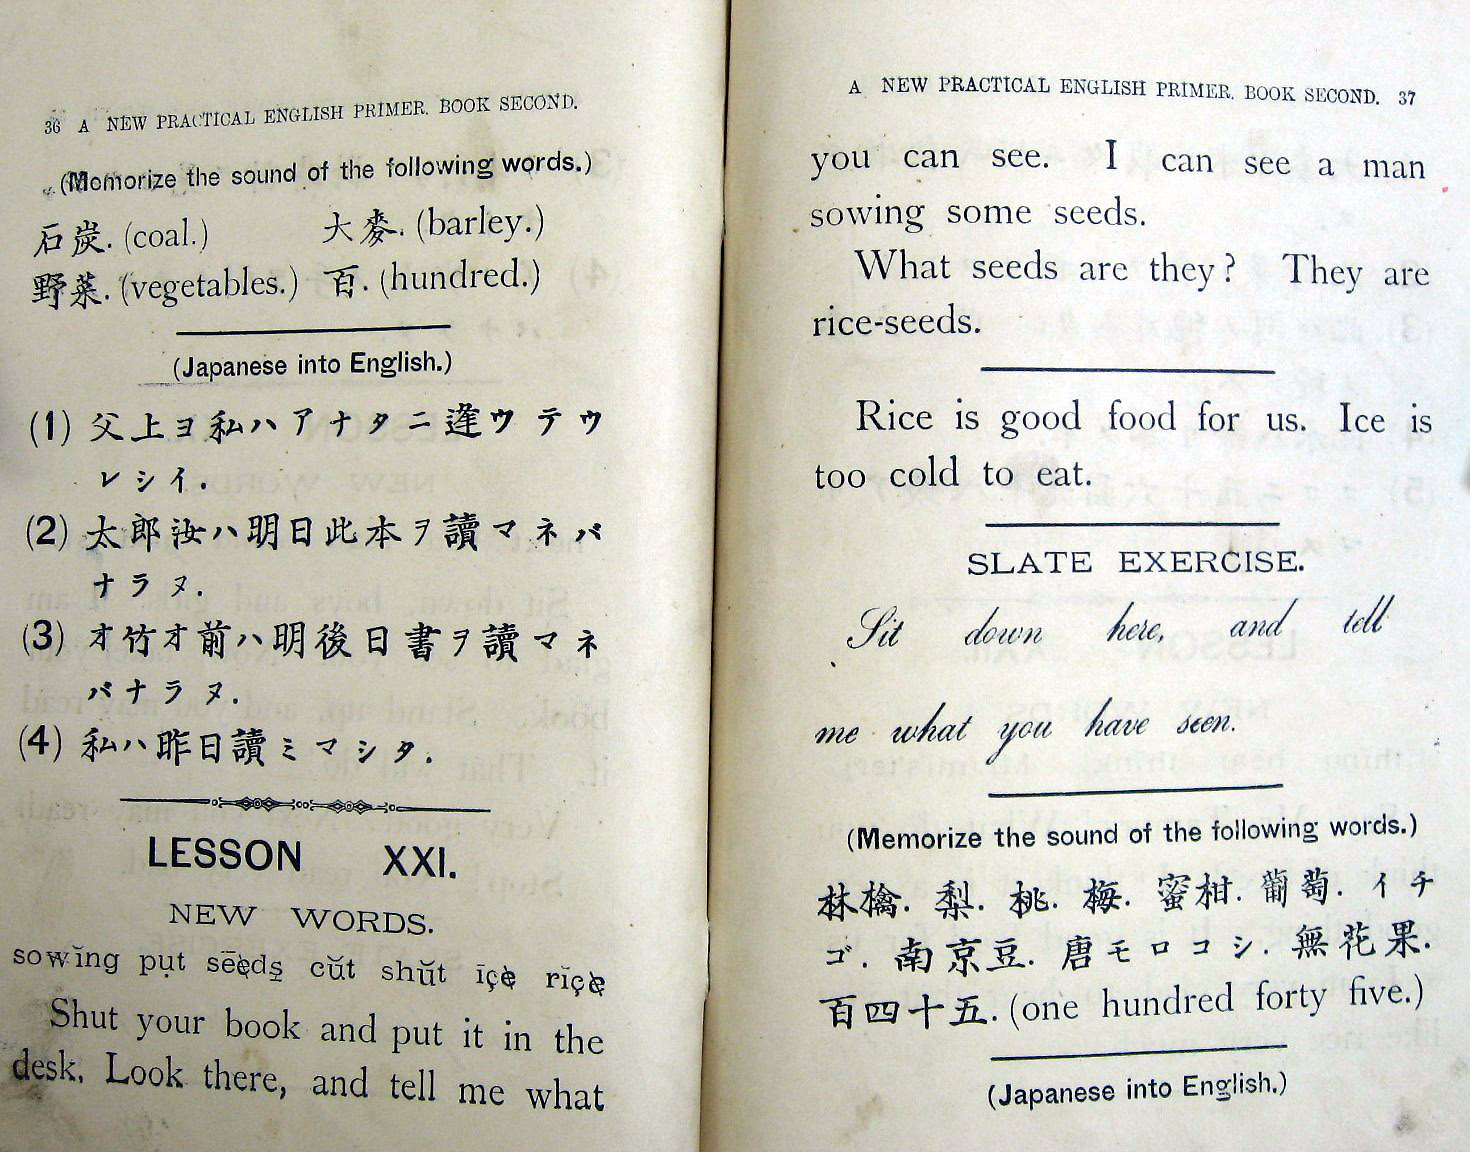 36 A NEW PRACTICAL ENGLISH PRIMER. BOOK SECOND.
(Memorize the sound of the following words.)
石炭. (coal.) 大麥. (barley.)
野菜. (vegetables.) 百. (hundred.)
(Japanese into English.)
(1) 父上ヨ私ハアナタニ逢ウテウ
レシイ.
(2) 太郎汝ハ明日此本ヲ讀マネバ
ナラヌ.
(3) オ竹オ前ハ明後日書ヲ讀マネ
バナラヌ.
(4) 私ハ昨日讀ミマシタ.
LESSON XXI.
NEW WORDS.
sowĭng pụt sēēdş cŭt shŭt īçe rīçe
Shut your book and put it in the
desk. Look there, and tell me what
A NEW PRACTICAL ENGLISH PRIMER. BOOK SECOND. 37
you can see. I can see a man
sowing some seeds.
What seeds are they? They are
rice-seeds.
Rice is good food for us. Ice is
too cold to eat.
SLATE EXERCISE.
Sit down here, and tell
me what you have seen.
(Memorize the sound of the following words.)
林檎. 梨. 桃. 梅. 蜜柑. 葡萄. イチ
ゴ. 南京豆. 唐モロコシ. 無花果.
百四十五. (one hundred forty five.)
(Japanese into English.)